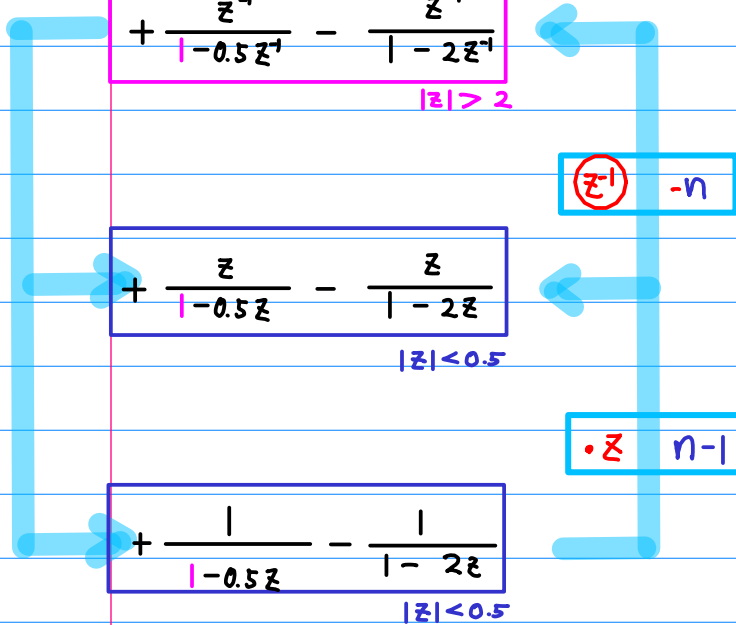 + z⁻¹/(1-0.5z⁻¹) - z⁻¹/(1-2z⁻¹)
|z| > 2
z⁻¹ -n
+ z/(1-0.5z) - z/(1-2z)
|z| < 0.5
· z n-1
+ 1/(1-0.5z) - 1/(1-2z)
|z| < 0.5